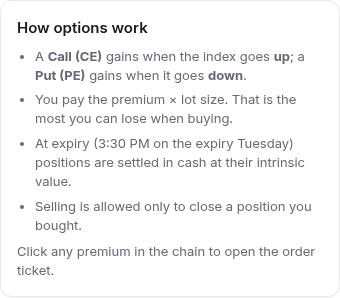 How options work
• A Call (CE) gains when the index goes up; a
Put (PE) gains when it goes down.
• You pay the premium × lot size. That is the
most you can lose when buying.
• At expiry (3:30 PM on the expiry Tuesday)
positions are settled in cash at their intrinsic
value.
• Selling is allowed only to close a position you
bought.
Click any premium in the chain to open the order
ticket.